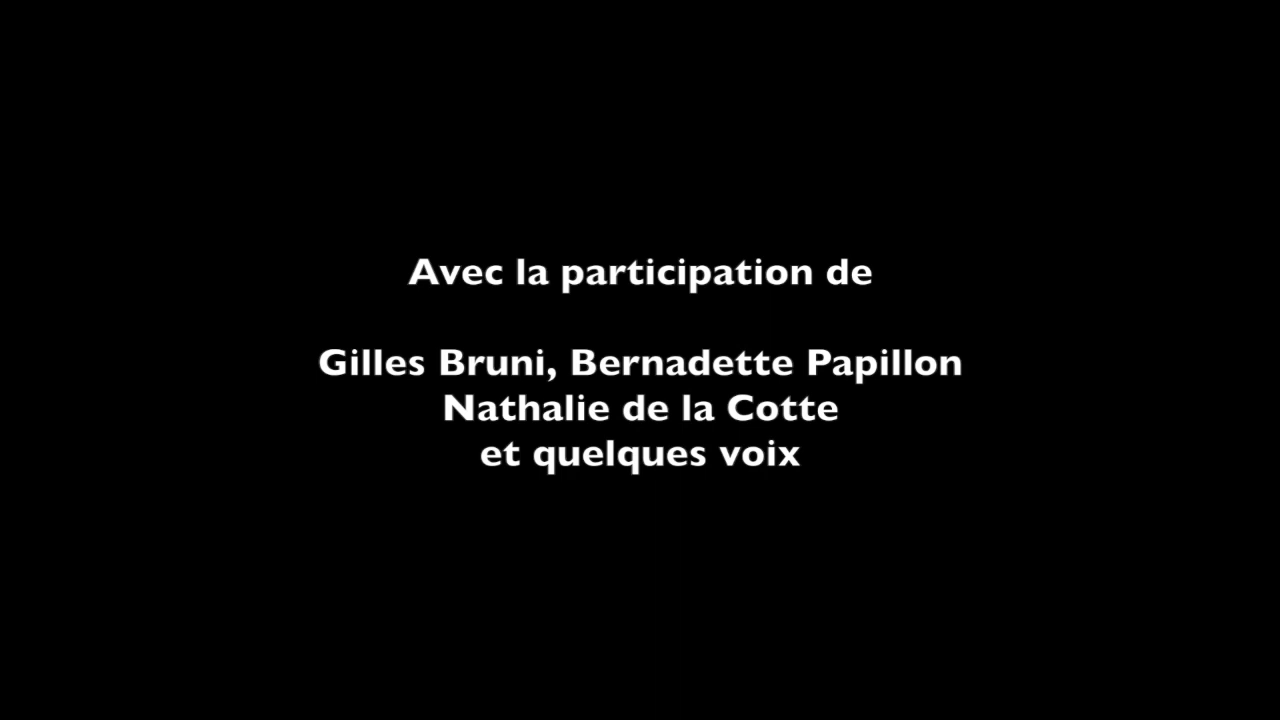 Avec la participation de
Gilles Bruni, Bernadette Papillon
Nathalie de la Cotte
et quelques voix